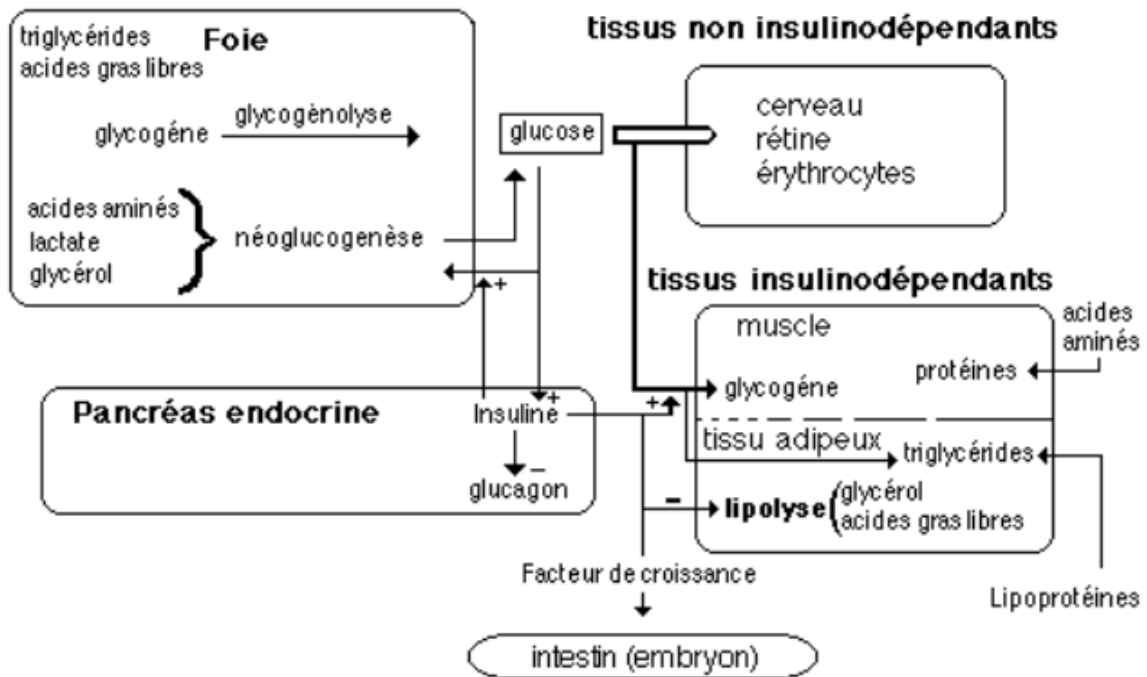 triglycérides
Foie
acides gras libres
glycogéne
glycogènolyse
acides aminés
lactate
glycérol
néoglucogenèse
glucose
tissus non insulinodépendants
cerveau
rétine
érythrocytes
+
tissus insulinodépendants
muscle
acides
aminés
protéines
glycogéne
tissu adipeux
triglycérides
lipolyse
(glycérol
acides gras libres
Lipoprotéines
Pancréas endocrine
+
Insuline
+
–
glucagon
–
Facteur de croissance
intestin (embryon)